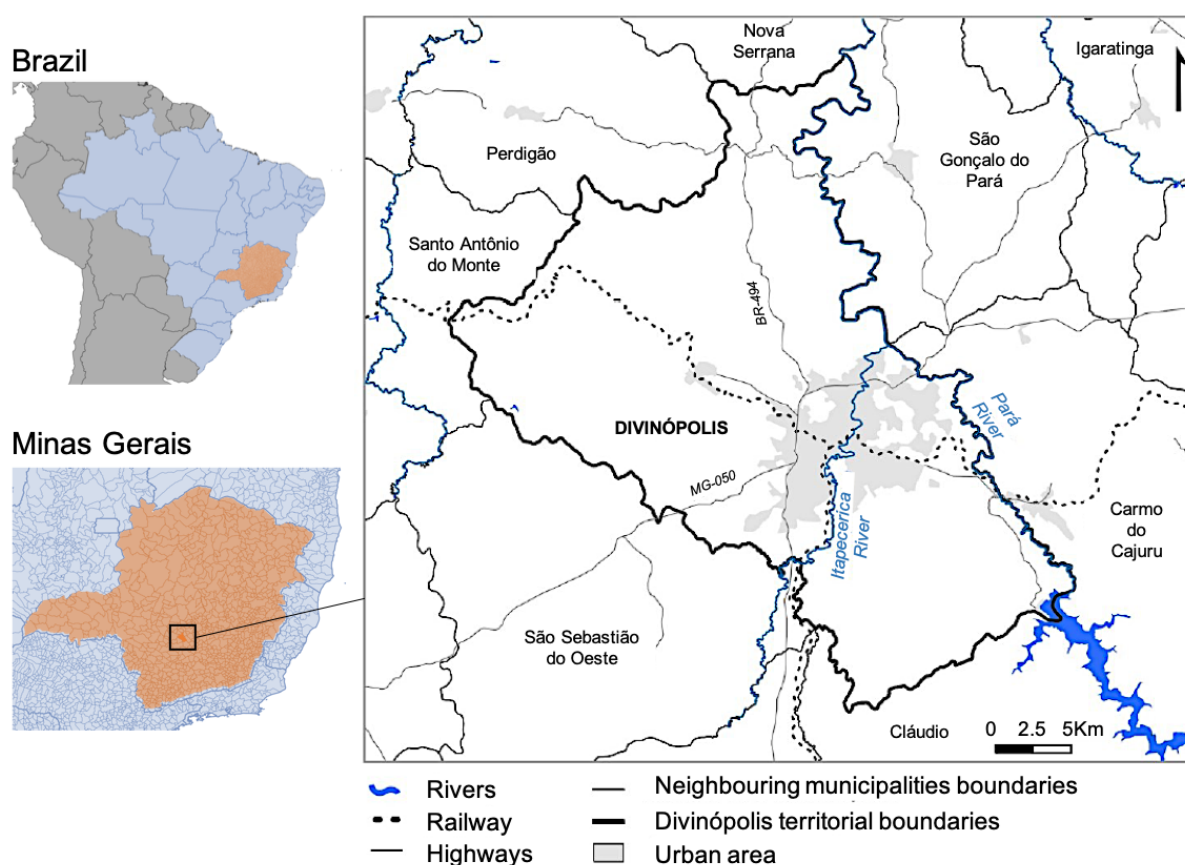 Brazil
Minas Gerais
Nova
Serrana
Igaratinga
Perdigão
São
Gonçalo do
Pará
Santo Antônio
do Monte
BR-494
DIVINÓPOLIS
Pará
River
MG-050
Itapecerica
River
Carmo
do
Cajuru
São Sebastião
do Oeste
Cláudio
0 2.5 5Km
Rivers
Railway
Highways
Neighbouring municipalities boundaries
Divinópolis territorial boundaries
Urban area